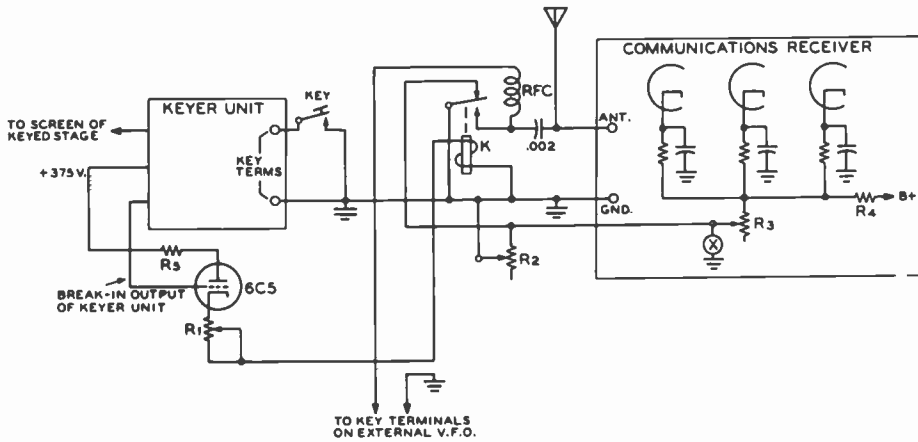 COMMUNICATIONS RECEIVER
KEYER UNIT
KEY
RFC
TO SCREEN OF
KEYED STAGE
KEY
TERMS
ANT.
.002
K
+375V.
GND.
R4
B+
R3
X
R2
R5
6C5
BREAK-IN OUTPUT
OF KEYER UNIT
R1
TO KEY TERMINALS
ON EXTERNAL V.F.O.